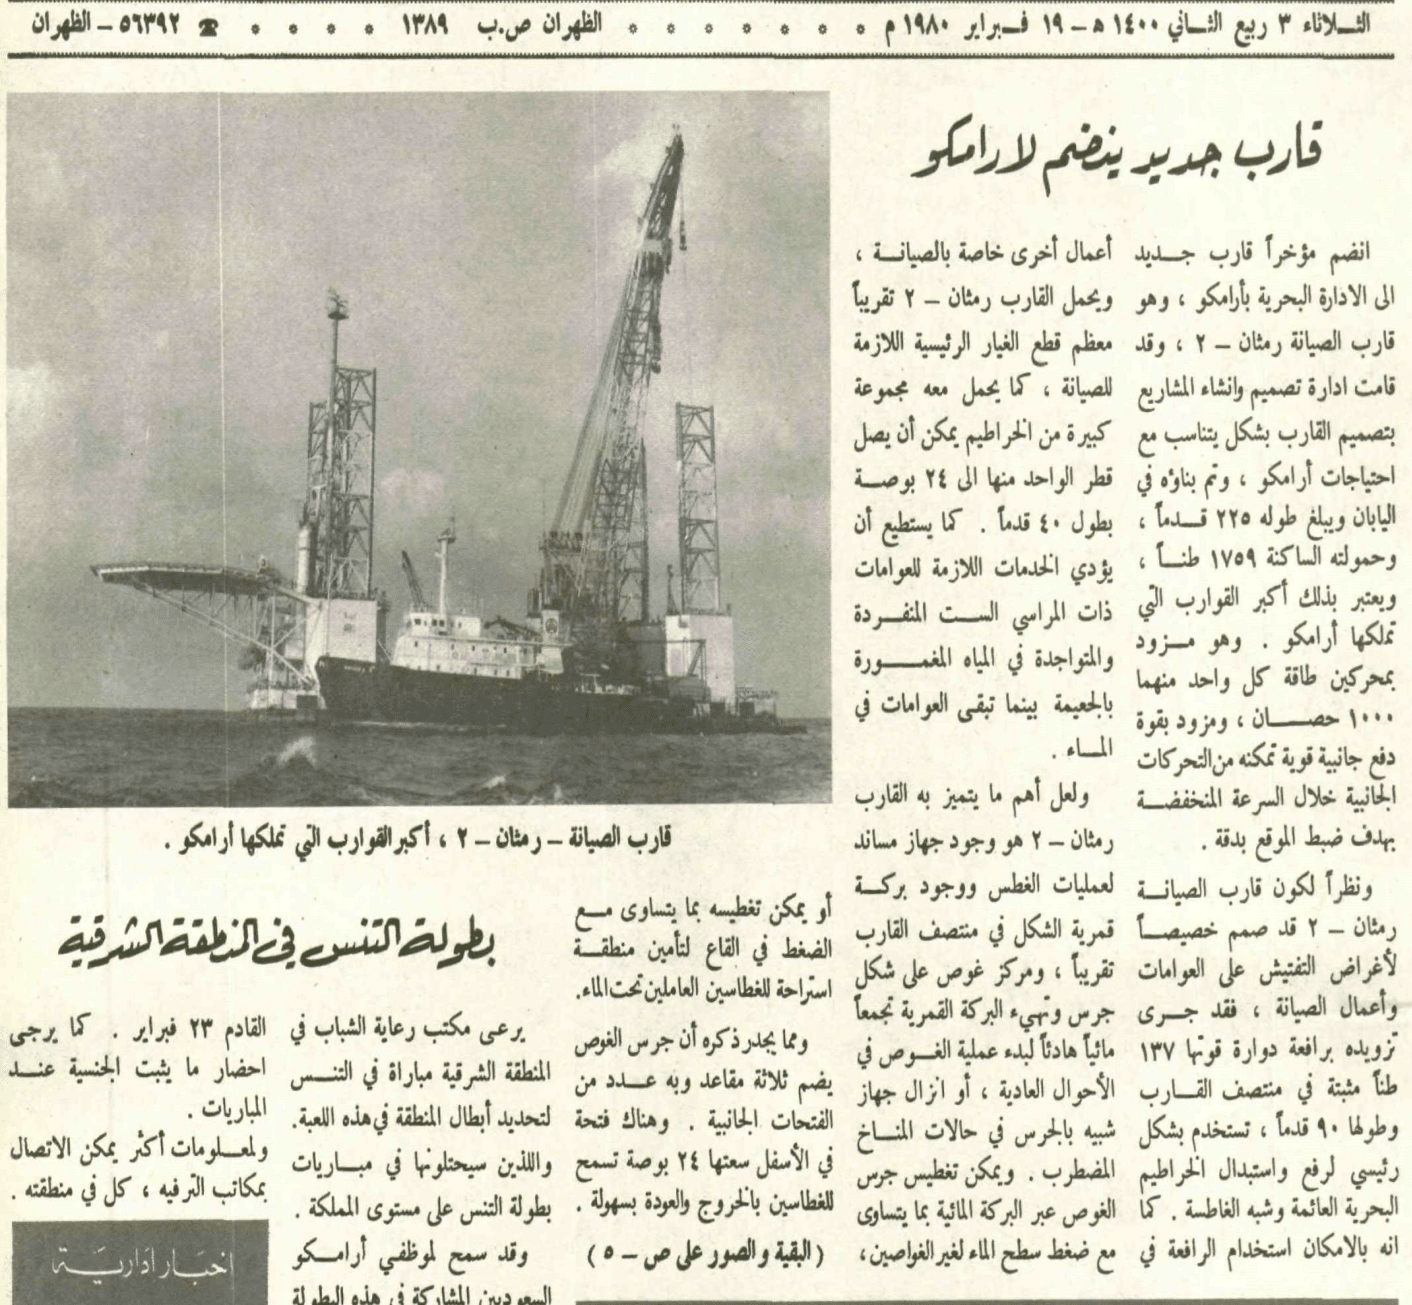 الثلاثاء ٣ ربيع الثاني ١٤٠٠ هـ - ١٩ فبراير ١٩٨٠ م * * * * * * * الظهران ص.ب ١٣٨٩ * * * * ☎ ٥٦٣٩٢ - الظهران
قارب جديد ينضم لارامكو
انضم مؤخراً قارب جديد
الى الادارة البحرية بأرامكو ، وهو
قارب الصيانة رمثان - ٢ ، وقد
قامت ادارة تصميم وانشاء المشاريع
بتصميم القارب بشكل يتناسب مع
احتياجات أرامكو ، وتم بناؤه في
اليابان ويبلغ طوله ٢٢٥ قدماً ،
وحمولته الساكنة ١٧٥٩ طناً ،
ويعتبر بذلك أكبر القوارب التي
تملكها أرامكو . وهو مزود
بمحركين طاقة كل واحد منهما
١٠٠٠ حصان ، ومزود بقوة
دفع جانبية قوية تمكنه من التحركات
الجانبية خلال السرعة المنخفضة
بهدف ضبط الموقع بدقة .
ونظراً لكون قارب الصيانة
رمثان - ٢ قد صمم خصيصاً
لأغراض التفتيش على العوامات
وأعمال الصيانة ، فقد جرى
تزويده برافعة دوارة قوتها ١٣٧
طناً مثبتة في منتصف القارب
وطولها ٩٠ قدماً ، تستخدم بشكل
رئيسي لرفع واستبدال الخراطيم
البحرية العائمة وشبه الغاطسة . كما
انه بالامكان استخدام الرافعة في
أعمال أخرى خاصة بالصيانة ،
ويحمل القارب رمثان - ٢ تقريباً
معظم قطع الغيار الرئيسية اللازمة
للصيانة ، كما يحمل معه مجموعة
كبيرة من الخراطيم يمكن أن يصل
قطر الواحد منها الى ٢٤ بوصة
بطول ٤٠ قدماً . كما يستطيع أن
يؤدي الخدمات اللازمة للعوامات
ذات المراسي الست المنفردة
والمتواجدة في المياه المغمورة
بالجعيمة بينما تبقى العوامات في
الماء .
ولعل أهم ما يتميز به القارب
رمثان - ٢ هو وجود جهاز مساند
لعمليات الغطس ووجود بركة
قمرية الشكل في منتصف القارب
تقريباً ، ومركز غوص على شكل
جرس وتهيء البركة القمرية تجمعاً
مائياً هادئاً لبدء عملية الغوص في
الأحوال العادية ، أو انزال جهاز
شبيه بالجرس في حالات المناخ
المضطرب . ويمكن تغطيس جرس
الغوص عبر البركة المائية بما يتساوى
مع ضغط سطح الماء لغير الغواصين،
قارب الصيانة - رمثان - ٢ ، أكبر القوارب التي تملكها أرامكو .
أو يمكن تغطيسه بما يتساوى مع
الضغط في القاع لتأمين منطقة
استراحة للغطاسين العاملين تحت الماء.
ومما يجدر ذكره أن جرس الغوص
يضم ثلاثة مقاعد وبه عدد من
الفتحات الجانبية . وهناك فتحة
في الأسفل سعتها ٢٤ بوصة تسمح
للغطاسين بالخروج والعودة بسهولة .
( البقية والصور على ص - ٥ )
بطولة التنس في المنطقة الشرقية
يرعى مكتب رعاية الشباب في
المنطقة الشرقية مباراة في التنس
لتحديد أبطال المنطقة في هذه اللعبة.
واللذين سيحتلونها في مباريات
بطولة التنس على مستوى المملكة .
وقد سمح لموظفي أرامكو
السعوديين المشاركة في هذه البطولة
القادم ٢٣ فبراير . كما يرجى
احضار ما يثبت الجنسية عند
المباريات .
ولمعلومات أكثر يمكن الاتصال
بمكاتب الترفيه ، كل في منطقته .
اخبار ادارية